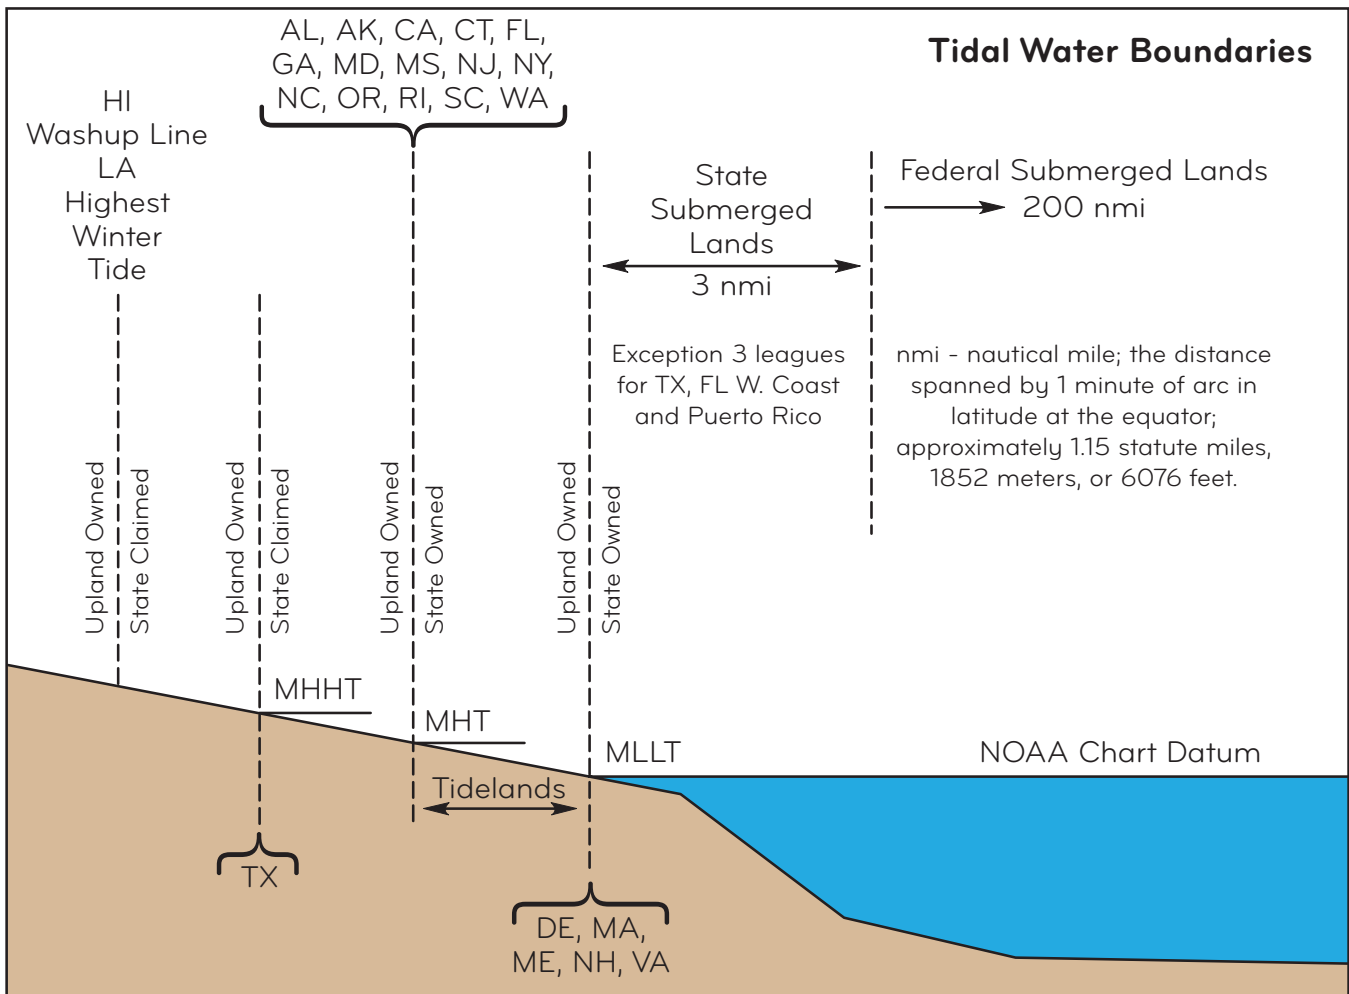 Tidal Water Boundaries
AL, AK, CA, CT, FL,
GA, MD, MS, NJ, NY,
NC, OR, RI, SC, WA
HI
Washup Line
LA
Highest
Winter
Tide
State
Submerged
Lands
3 nmi
Federal Submerged Lands
200 nmi
Exception 3 leagues
for TX, FL W. Coast
and Puerto Rico
nmi - nautical mile; the distance
spanned by 1 minute of arc in
latitude at the equator;
approximately 1.15 statute miles,
1852 meters, or 6076 feet.
Upland Owned
State Claimed
Upland Owned
State Claimed
Upland Owned
State Owned
Upland Owned
State Owned
MHHT
MHT
MLLT
NOAA Chart Datum
Tidelands
TX
DE, MA,
ME, NH, VA